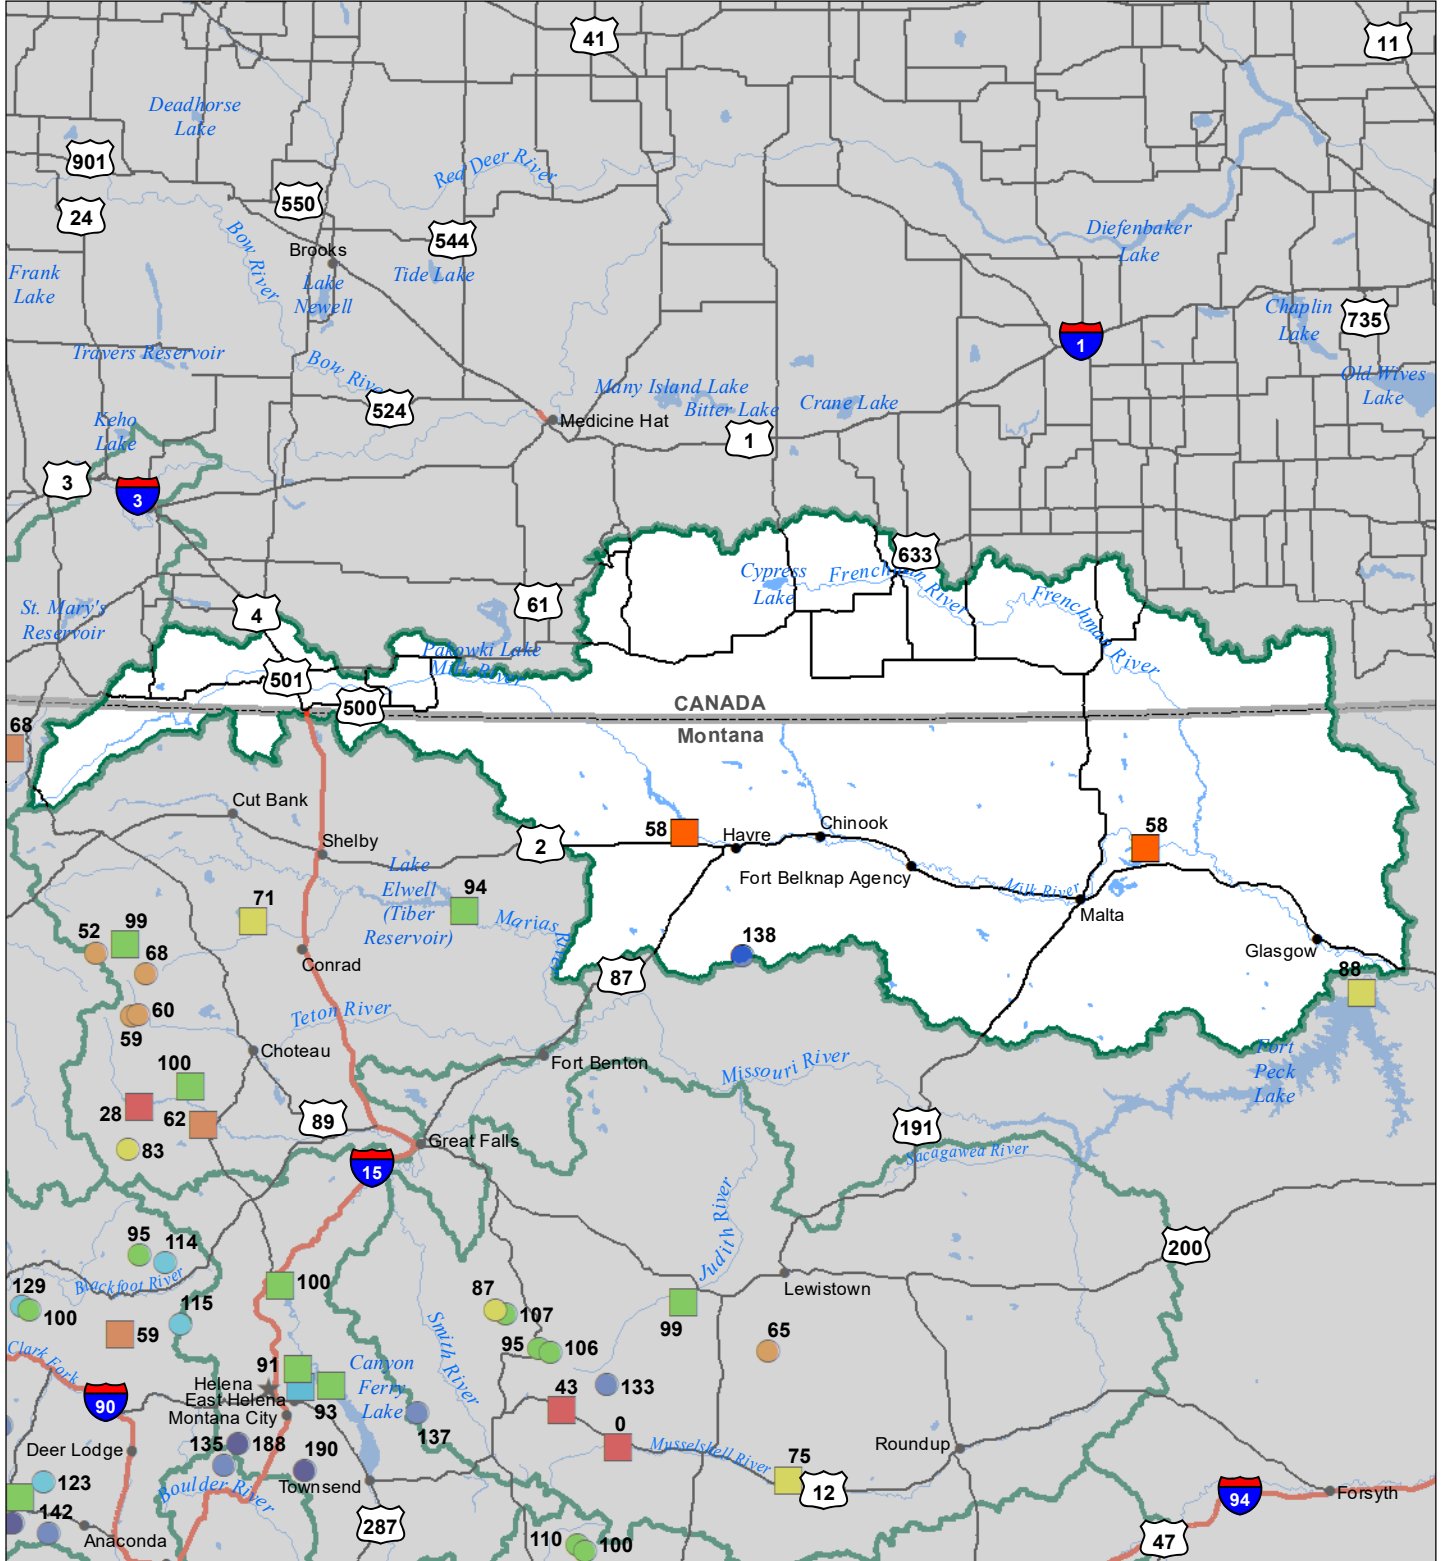 41
11
Deadhorse
Lake
901
Red Deer River
550
24
544
Bow River
Brooks
Diefenbaker
Lake
Frank
Lake
Tide Lake
Lake
Newell
Chaplin
Lake
735
1
Travers Reservoir
Bow River
Many Island Lake
Old Wives
Lake
524
Bitter Lake
Crane Lake
Keho
Lake
Medicine Hat
1
3
3
633
Cypress
Lake
Frenchman River
61
4
St. Mary's
Reservoir
Frenchman River
Pakowki Lake
Milk River
501
500
CANADA
Montana
68
Cut Bank
Shelby
2
58
Havre
Chinook
58
Lake
Elwell
(Tiber
Reservoir)
Fort Belknap Agency
Milk River
94
71
Marias River
Malta
52
99
68
138
Conrad
87
Glasgow
88
60
59
Teton River
Choteau
Fort Benton
Missouri River
Fort
Peck
Lake
100
28
62
89
191
83
Great Falls
Sacagawea River
15
Judith River
95
114
200
Blackfoot River
129
100
115
100
87
107
Lewistown
99
59
Smith River
95
106
65
Clark Fork
91
Canyon
Ferry
Lake
Helena
East Helena
93
133
90
Montana City
43
0
137
Deer Lodge
135
188
190
Musselshell River
Roundup
75
12
123
Boulder River
Townsend
94
Forsyth
142
287
Anaconda
110
100
47